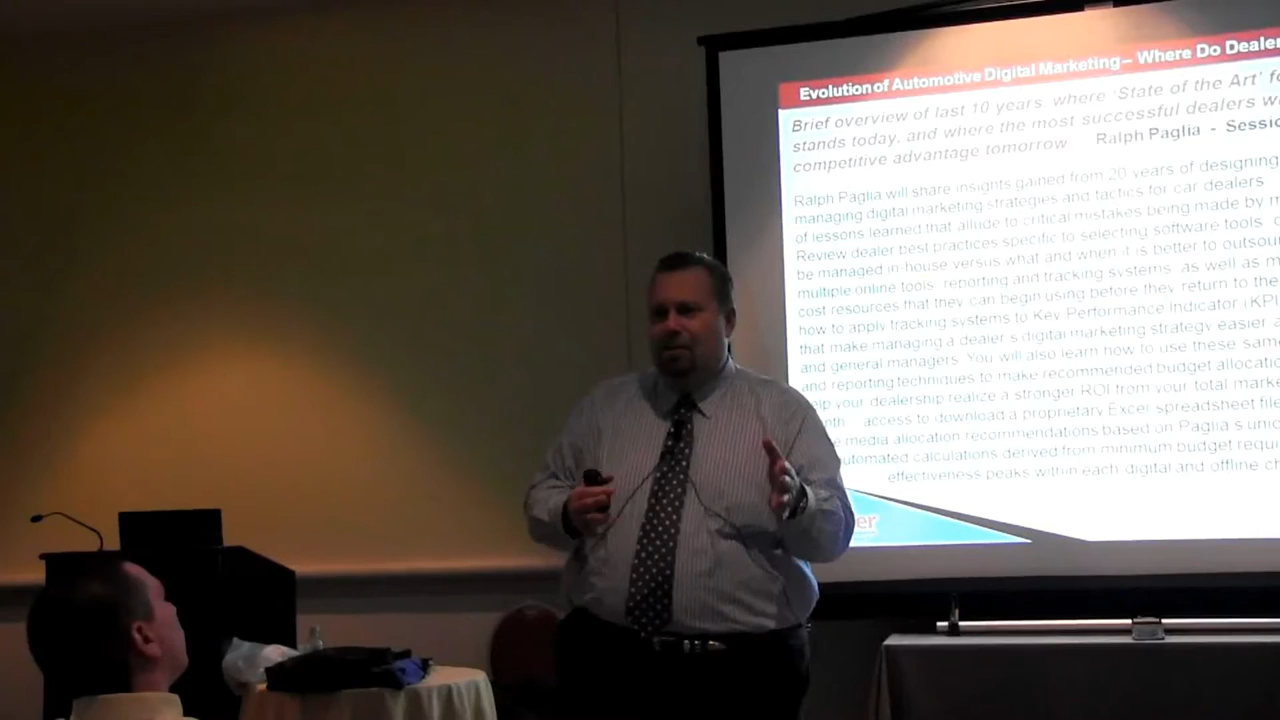 Evolution of Automotive Digital Marketing – Where Do Dealer
Brief overview of last 10 years, where 'State of the Art' fo
stands today, and where the most successful dealers wi
competitive advantage tomorrow Ralph Paglia - Sessio
Ralph Paglia will share insights gained from 20 years of designing
managing digital marketing strategies and tactics for car dealers
of lessons learned that allude to critical mistakes being made by m
Review dealer best practices specific to selecting software tools,
be managed in-house versus what and when it is better to outsour
multiple online tools, reporting and tracking systems, as well as m
cost resources that they can begin using before they return to the
how to apply tracking systems to Key Performance Indicator (KPI
that make managing a dealer's digital marketing strategy easier,
and general managers. You will also learn how to use these same
and reporting techniques to make recommended budget allocatio
elp your dealership realize a stronger ROI from your total marke
nth access to download a proprietary Excel spreadsheet file
e media allocation recommendations based on Paglia's uniq
utomated calculations derived from minimum budget requ
effectiveness peaks within each digital and offline ch
er